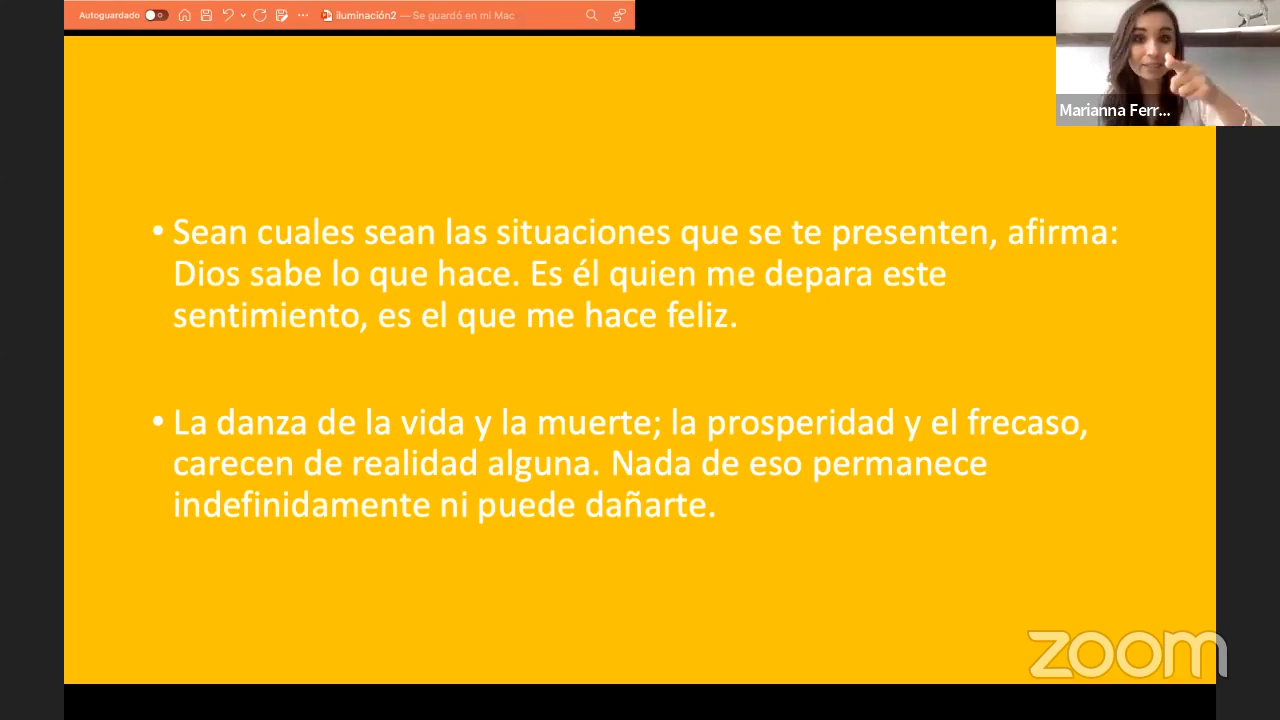 Autoguardado
iluminación2 — Se guardó en mi Mac
Marianna Ferr...
• Sean cuales sean las situaciones que se te presenten, afirma:
Dios sabe lo que hace. Es él quien me depara este
sentimiento, es el que me hace feliz.
• La danza de la vida y la muerte; la prosperidad y el frecaso,
carecen de realidad alguna. Nada de eso permanece
indefinidamente ni puede dañarte.
zoom